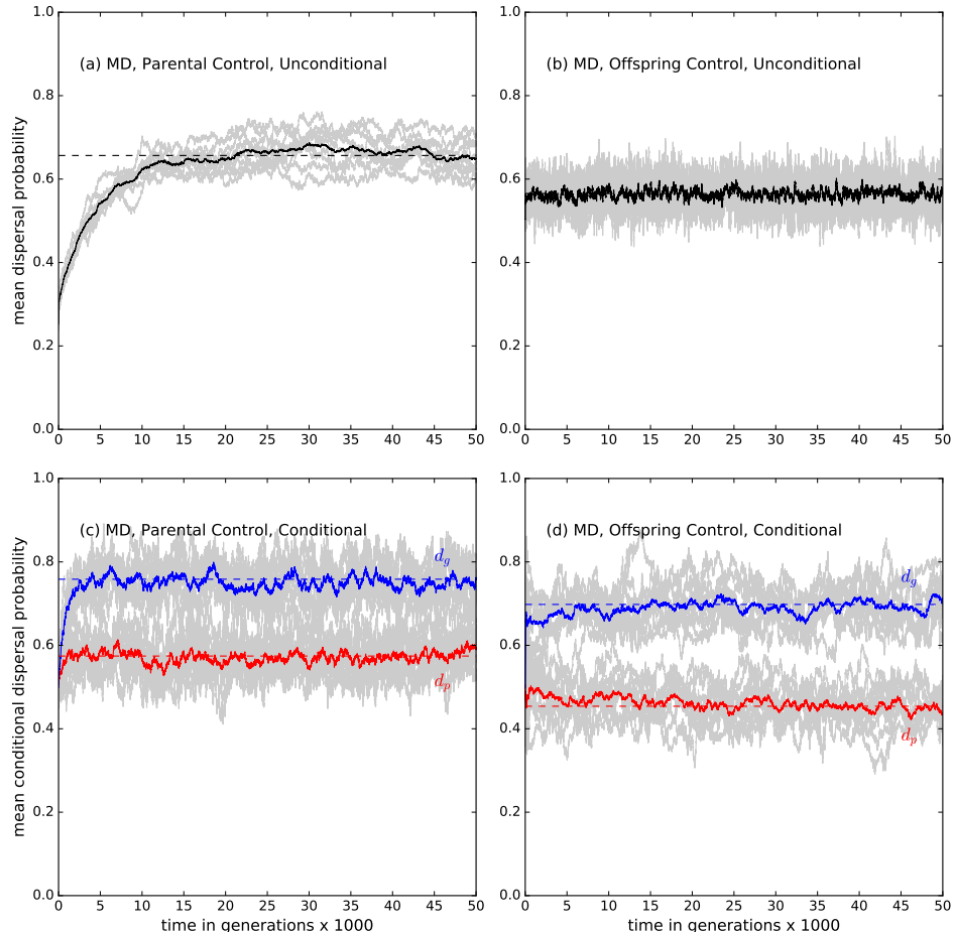 (a) MD, Parental Control, Unconditional
mean dispersal probability
1.0
0.8
0.6
0.4
0.2
0.0
0 5 10 15 20 25 30 35 40 45 50
(b) MD, Offspring Control, Unconditional
1.0
0.8
0.6
0.4
0.2
0.0
0 5 10 15 20 25 30 35 40 45 50
(c) MD, Parental Control, Conditional
mean conditional dispersal probability
1.0
0.8
0.6
0.4
0.2
0.0
d_g
d_p
0 5 10 15 20 25 30 35 40 45 50
time in generations x 1000
(d) MD, Offspring Control, Conditional
1.0
0.8
0.6
0.4
0.2
0.0
d_g
d_p
0 5 10 15 20 25 30 35 40 45 50
time in generations x 1000